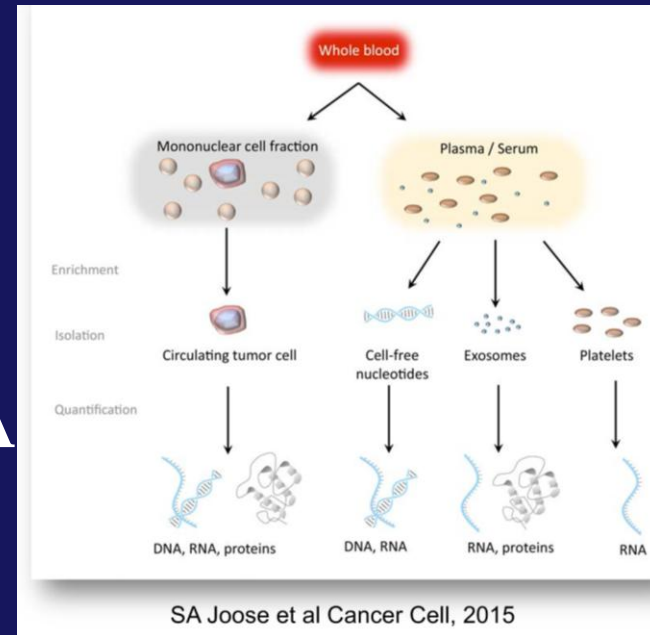 Whole blood
Mononuclear cell fraction
Plasma / Serum
Enrichment
Isolation
Circulating tumor cell
Cell-free
nucleotides
Exosomes
Platelets
Quantification
A
DNA, RNA, proteins
DNA, RNA
RNA, proteins
RNA
SA Joose et al Cancer Cell, 2015